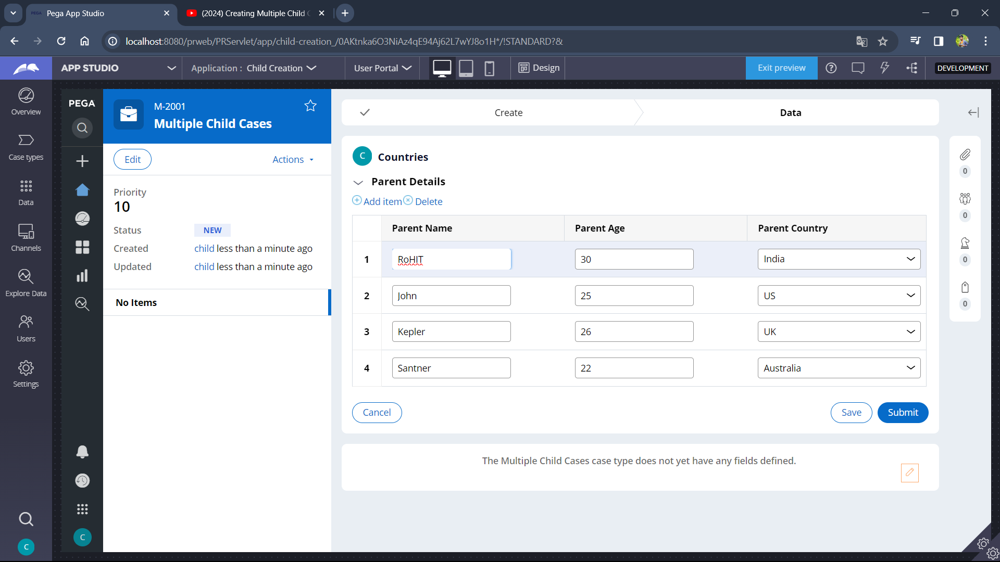 PEGA Pega App Studio
(2024) Creating Multiple Child C
localhost:8080/prweb/PRServlet/app/child-creation_/0AKtnka6O3NiAz4qE94Aj62L7wYJ8o1H*/!STANDARD?&
APP STUDIO
Application : Child Creation
User Portal
Design
Exit preview
DEVELOPMENT
Overview
Case types
Data
Channels
Explore Data
Users
Settings
C
PEGA
C
M-2001
Multiple Child Cases
Edit
Actions
Priority
10
Status NEW
Created child less than a minute ago
Updated child less than a minute ago
No Items
Create
Data
C Countries
Parent Details
Add item Delete
Parent Name Parent Age Parent Country
1 RoHIT 30 India
2 John 25 US
3 Kepler 26 UK
4 Santner 22 Australia
Cancel Save Submit
The Multiple Child Cases case type does not yet have any fields defined.
0
0
0
0